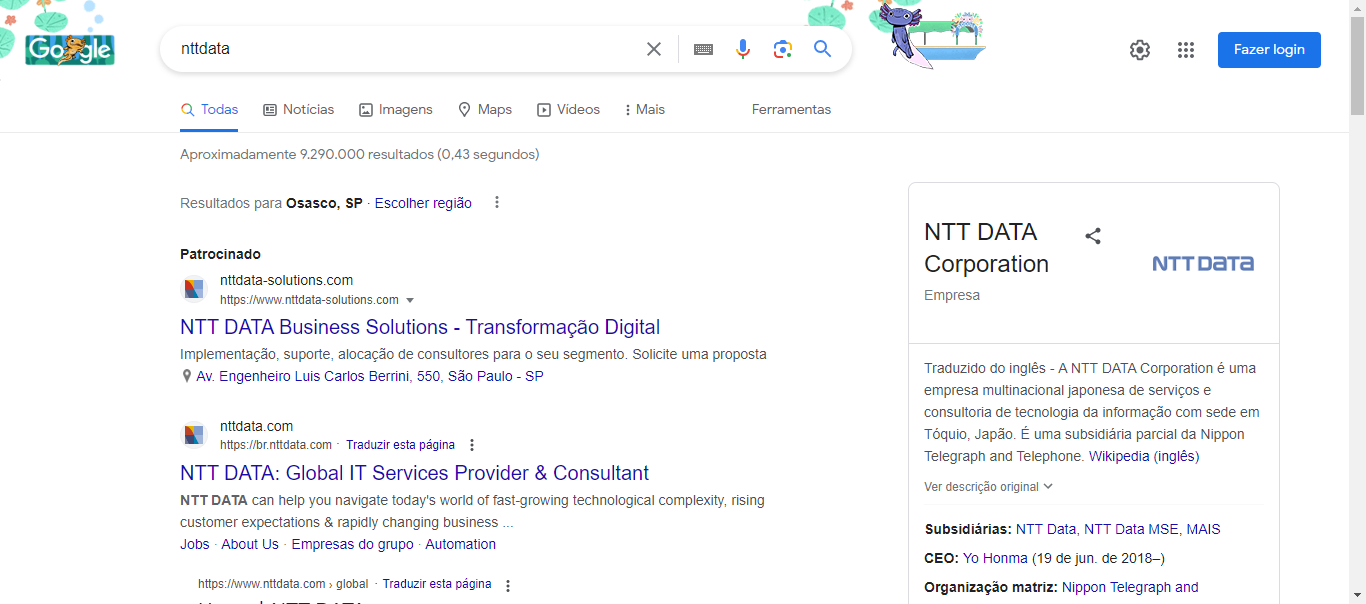 Google
nttdata
Fazer login
Todas
Notícias
Imagens
Maps
Vídeos
Mais
Ferramentas
Aproximadamente 9.290.000 resultados (0,43 segundos)
Resultados para Osasco, SP · Escolher região
Patrocinado
nttdata-solutions.com
https://www.nttdata-solutions.com
NTT DATA Business Solutions - Transformação Digital
Implementação, suporte, alocação de consultores para o seu segmento. Solicite uma proposta
Av. Engenheiro Luis Carlos Berrini, 550, São Paulo - SP
nttdata.com
https://br.nttdata.com · Traduzir esta página
NTT DATA: Global IT Services Provider & Consultant
NTT DATA can help you navigate today's world of fast-growing technological complexity, rising
customer expectations & rapidly changing business ...
Jobs · About Us · Empresas do grupo · Automation
https://www.nttdata.com › global · Traduzir esta página
NTT DATA
Corporation
NTT DATA
Empresa
Traduzido do inglês - A NTT DATA Corporation é uma
empresa multinacional japonesa de serviços e
consultoria de tecnologia da informação com sede em
Tóquio, Japão. É uma subsidiária parcial da Nippon
Telegraph and Telephone. Wikipedia (inglês)
Ver descrição original
Subsidiárias: NTT Data, NTT Data MSE, MAIS
CEO: Yo Honma (19 de jun. de 2018–)
Organização matriz: Nippon Telegraph and